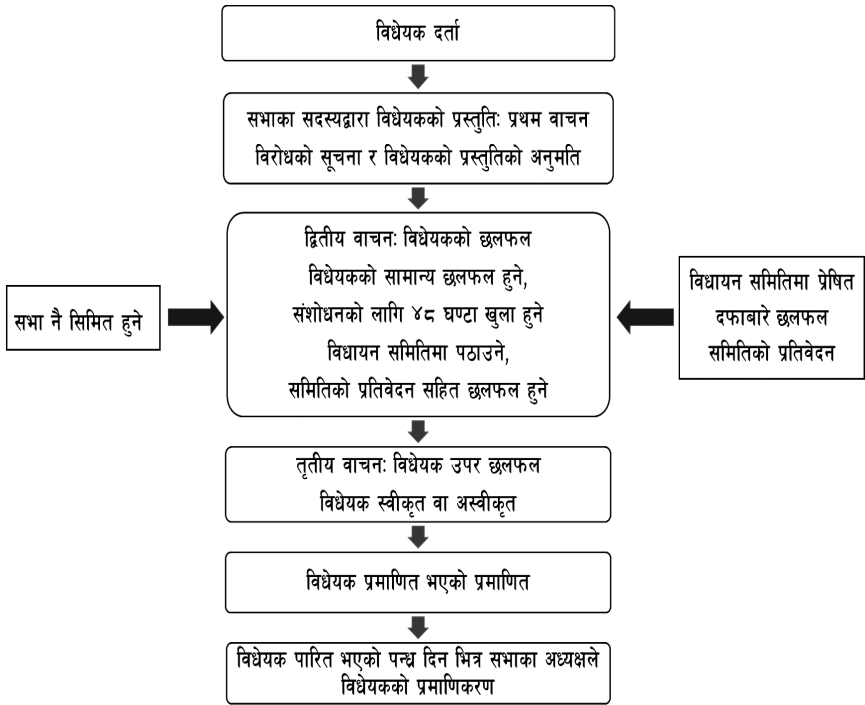 विधेयक दर्ता
सभाका सदस्यद्वारा विधेयकको प्रस्तुतिः प्रथम वाचन
विरोधको सूचना र विधेयकको प्रस्तुतिको अनुमति
द्वितीय वाचनः विधेयकको छलफल
विधेयकको सामान्य छलफल हुने,
संशोधनको लागि ४८ घण्टा खुला हुने
विधायन समितिमा पठाउने,
समितिको प्रतिवेदन सहित छलफल हुने
सभा नै सिमित हुने
विधायन समितिमा प्रेषित
दफाबारे छलफल
समितिको प्रतिवेदन
तृतीय वाचनः विधेयक उपर छलफल
विधेयक स्वीकृत वा अस्वीकृत
विधेयक प्रमाणित भएको प्रमाणित
विधेयक पारित भएको पन्ध्र दिन भित्र सभाका अध्यक्षले
विधेयकको प्रमाणिकरण